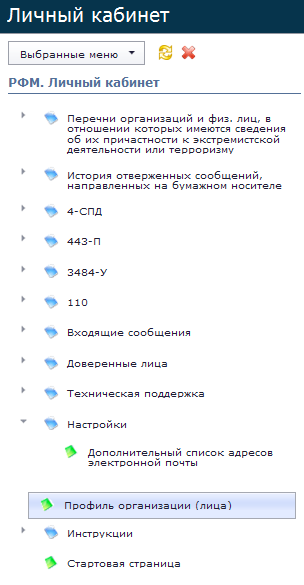 Личный кабинет
Выбранные меню
РФМ. Личный кабинет
Перечни организаций и физ. лиц, в
отношении которых имеются сведения
об их причастности к экстремистской
деятельности или терроризму
История отверженных сообщений,
направленных на бумажном носителе
4-СПД
443-П
3484-У
110
Входящие сообщения
Доверенные лица
Техническая поддержка
Настройки
Дополнительный список адресов
электронной почты
Профиль организации (лица)
Инструкции
Стартовая страница